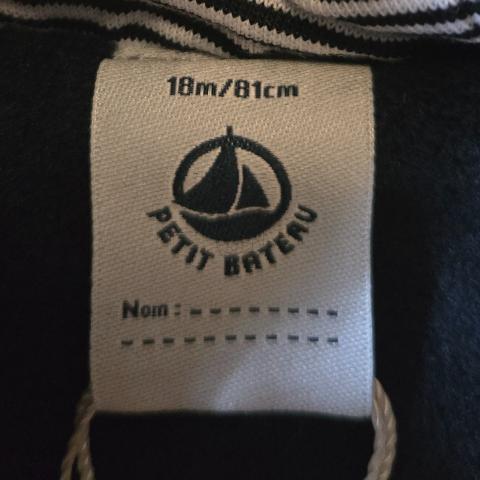 18m/81cm
PETIT BATEAU
Nom :